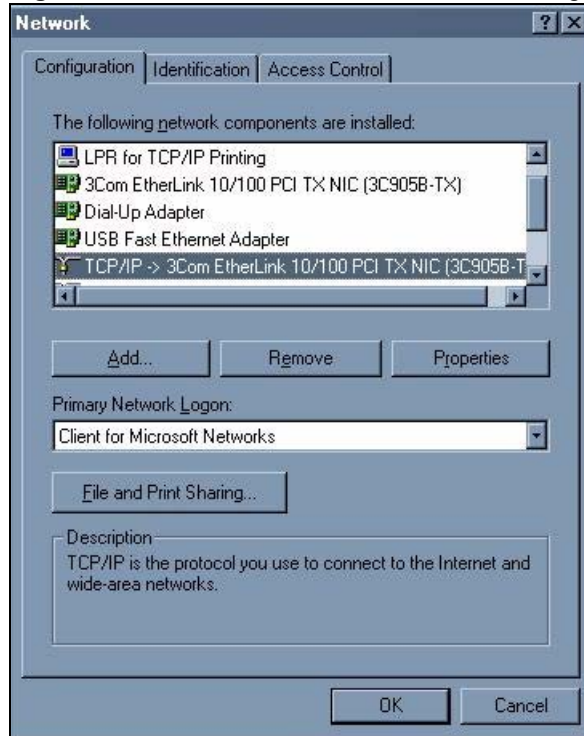 Network
Configuration Identification Access Control
The following network components are installed:
LPR for TCP/IP Printing
3Com EtherLink 10/100 PCI TX NIC (3C905B-TX)
Dial-Up Adapter
USB Fast Ethernet Adapter
TCP/IP -> 3Com EtherLink 10/100 PCI TX NIC (3C905B-T
Add... Remove Properties
Primary Network Logon:
Client for Microsoft Networks
File and Print Sharing...
Description
TCP/IP is the protocol you use to connect to the Internet and
wide-area networks.
OK Cancel